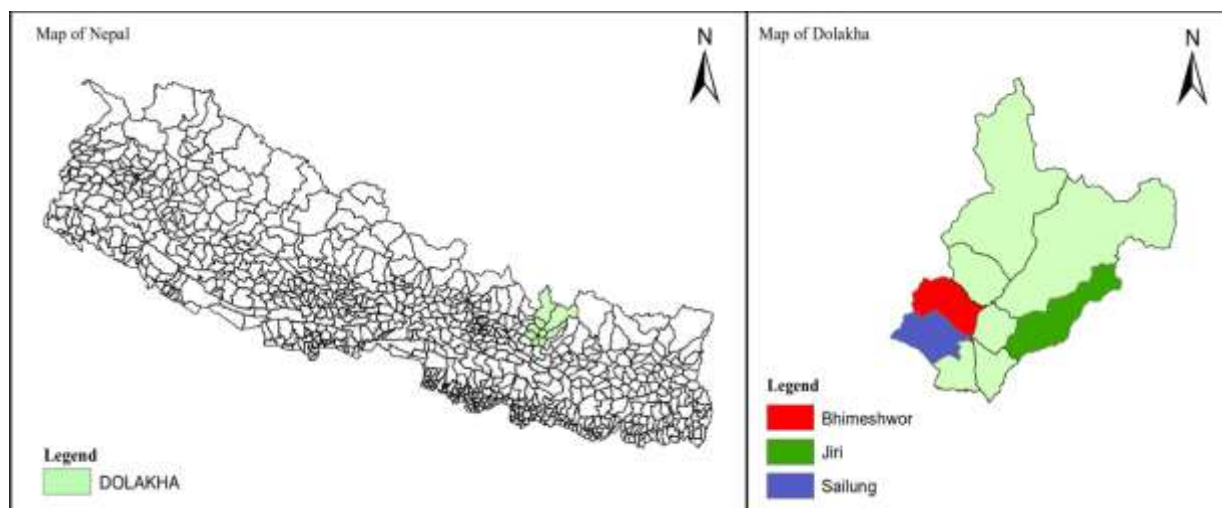 Map of Nepal
N
Legend
DOLAKHA
Map of Dolakha
N
Legend
Bhimeshwor
Jiri
Sailung